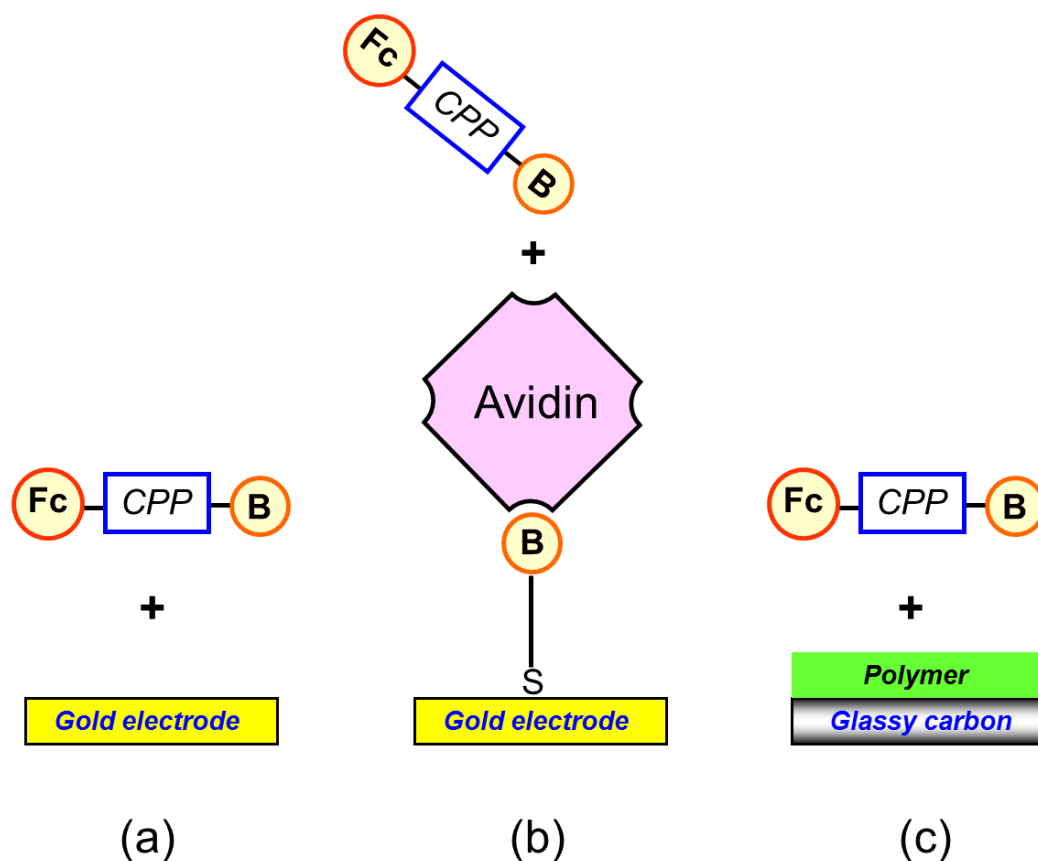 Fc
CPP
B
+
Avidin
Fc CPP B
B
Fc CPP B
+
+
S
Polymer
Gold electrode
Gold electrode
Glassy carbon
(a)
(b)
(c)